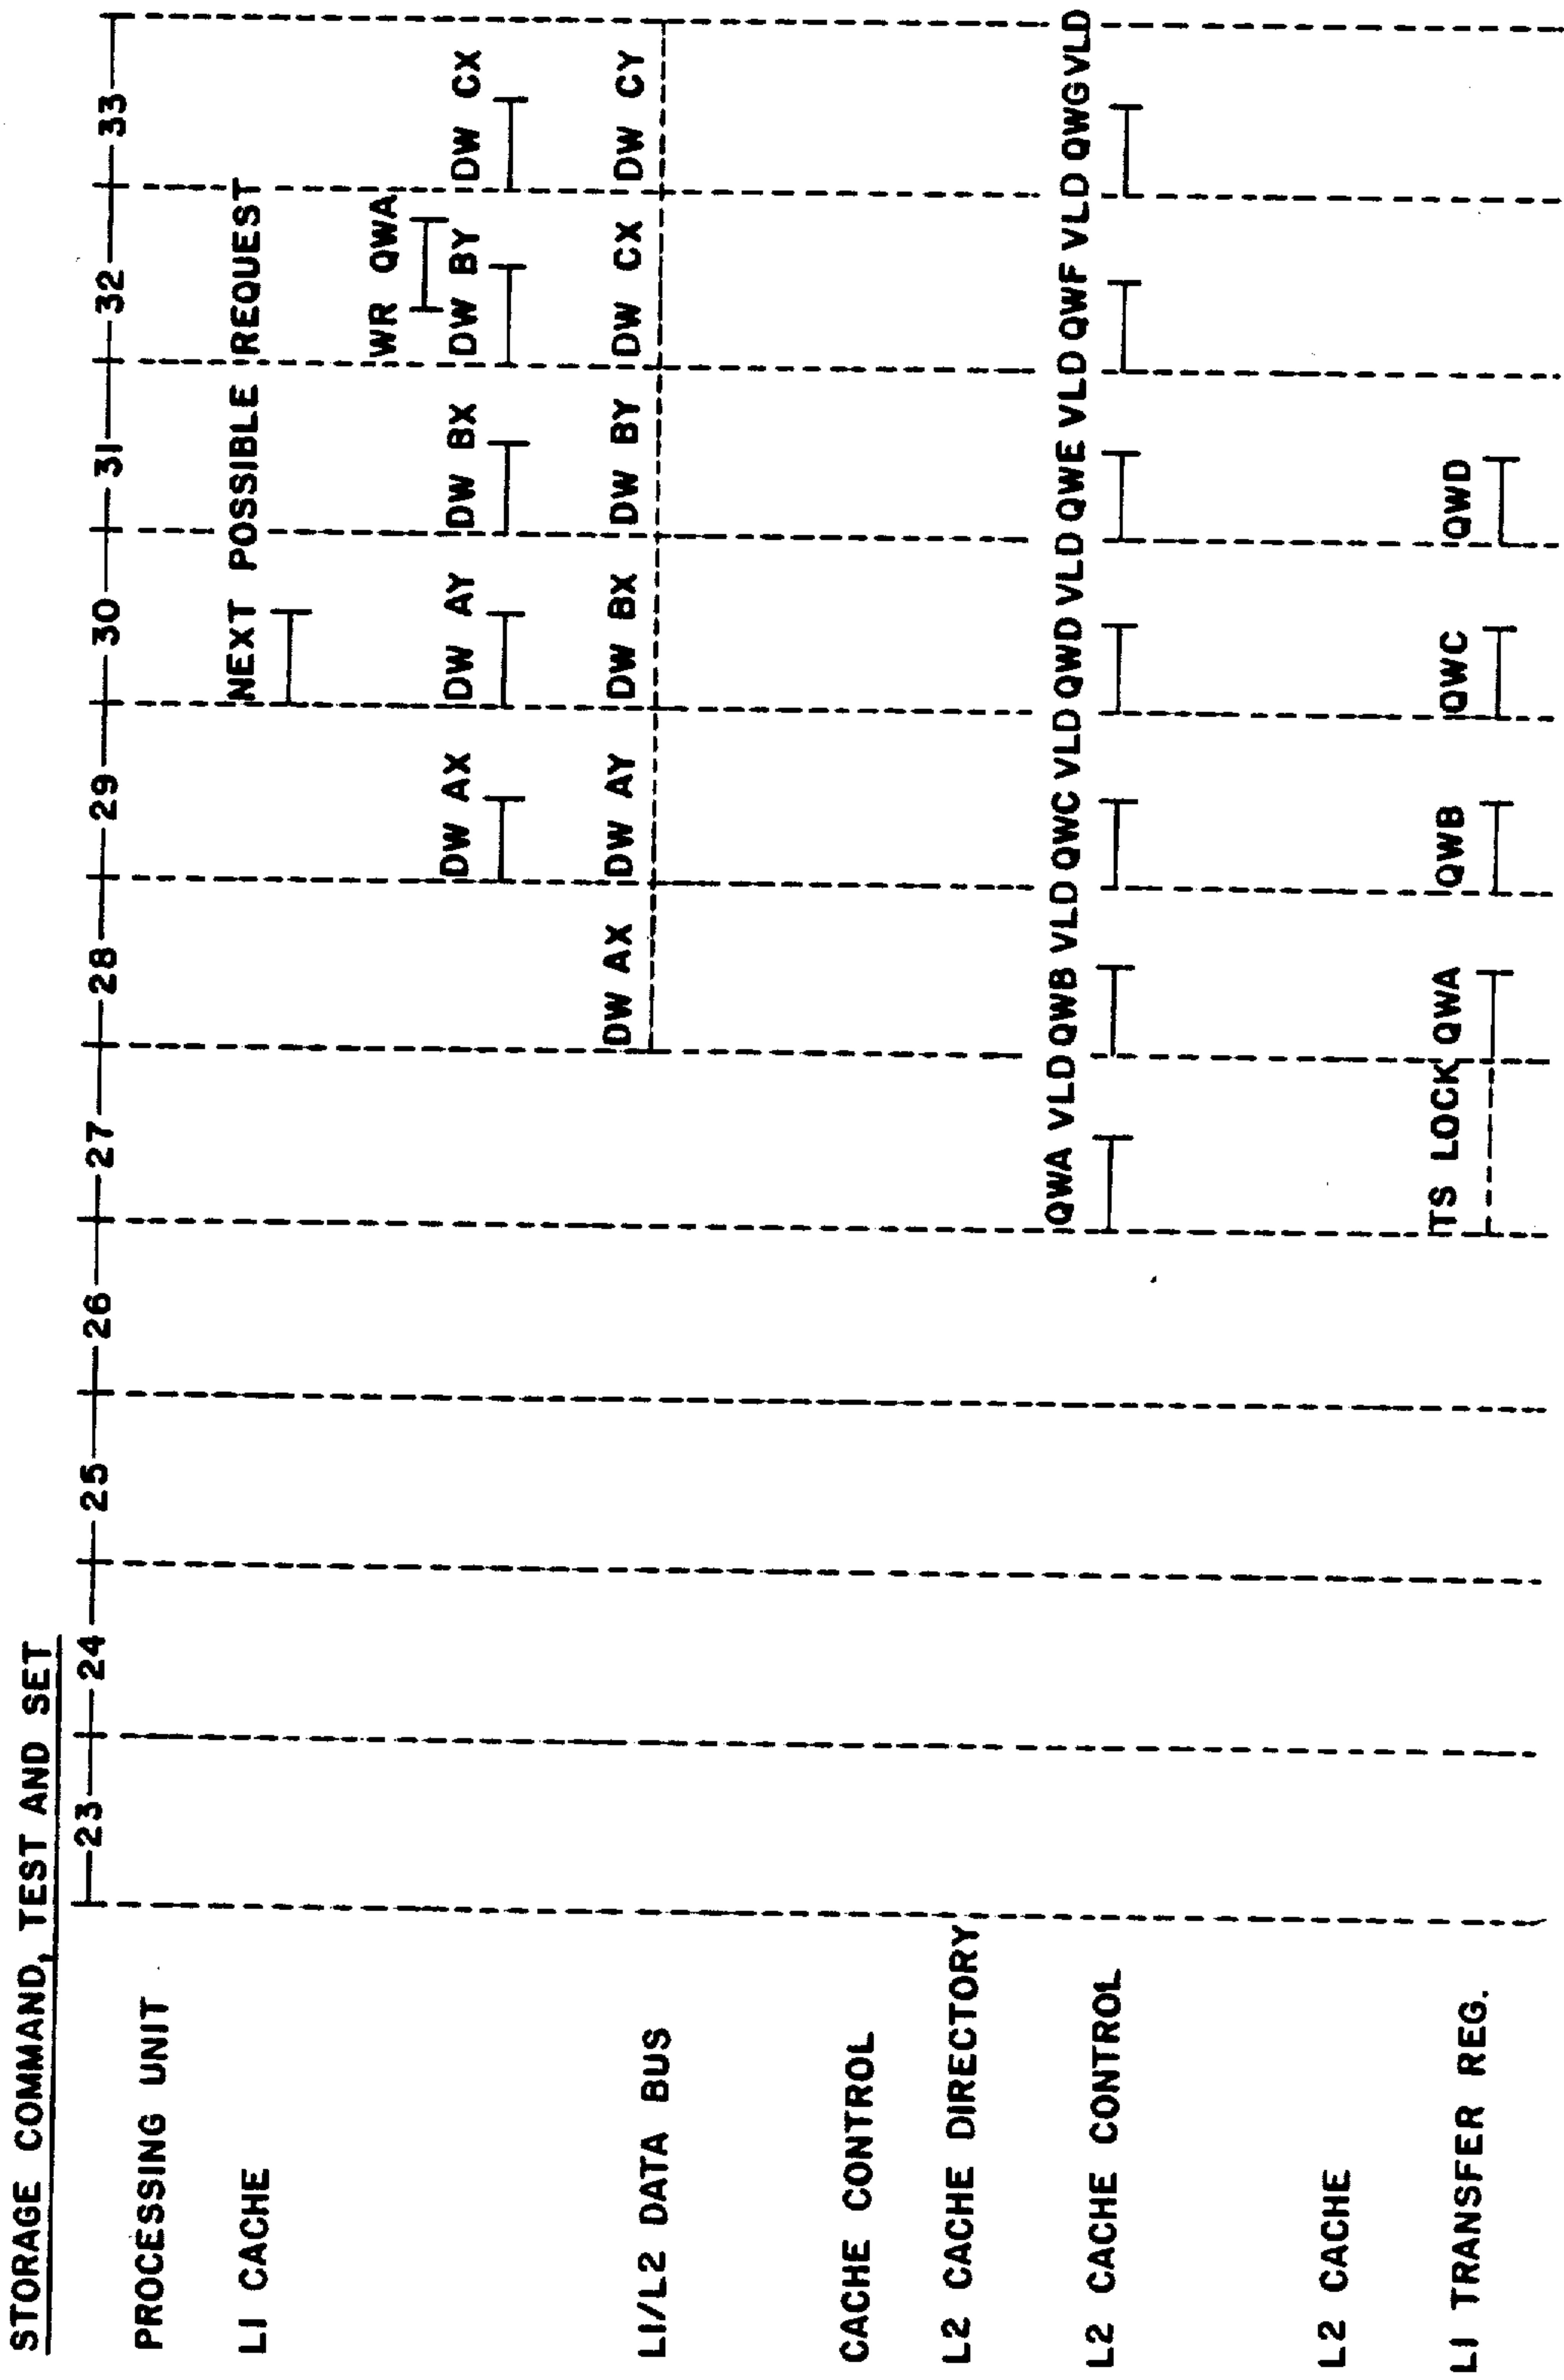 STORAGE COMMAND, TEST AND SET
23 24 25 26 27 28 29 30 31 32 33
PROCESSING UNIT
L1 CACHE
NEXT POSSIBLE REQUEST
WR QWA
DW AX DW AY DW BX DW BY DW CX
L1/L2 DATA BUS
DW AX DW AY DW BX DW BY DW CX DW CY
CACHE CONTROL
L2 CACHE DIRECTORY
L2 CACHE CONTROL
QWA VLD QWB VLD QWC VLD QWD VLD QWE VLD QWF VLD QWG VLD
L2 CACHE
L1 TRANSFER REG.
TS LOCK QWA QWB QWC QWD